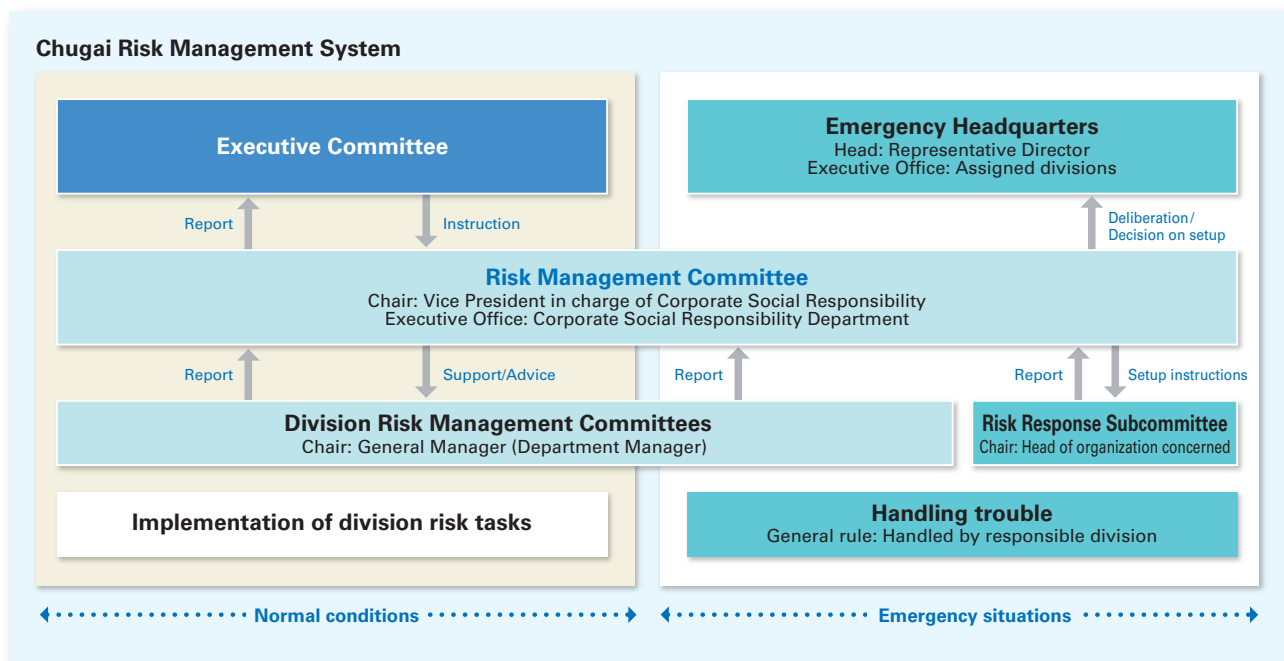 Chugai Risk Management System
Executive Committee
Emergency Headquarters
Head: Representative Director
Executive Office: Assigned divisions
Report
Instruction
Deliberation/
Decision on setup
Risk Management Committee
Chair: Vice President in charge of Corporate Social Responsibility
Executive Office: Corporate Social Responsibility Department
Report
Support/Advice
Report
Report
Setup instructions
Division Risk Management Committees
Chair: General Manager (Department Manager)
Risk Response Subcommittee
Chair: Head of organization concerned
Implementation of division risk tasks
Handling trouble
General rule: Handled by responsible division
Normal conditions
Emergency situations